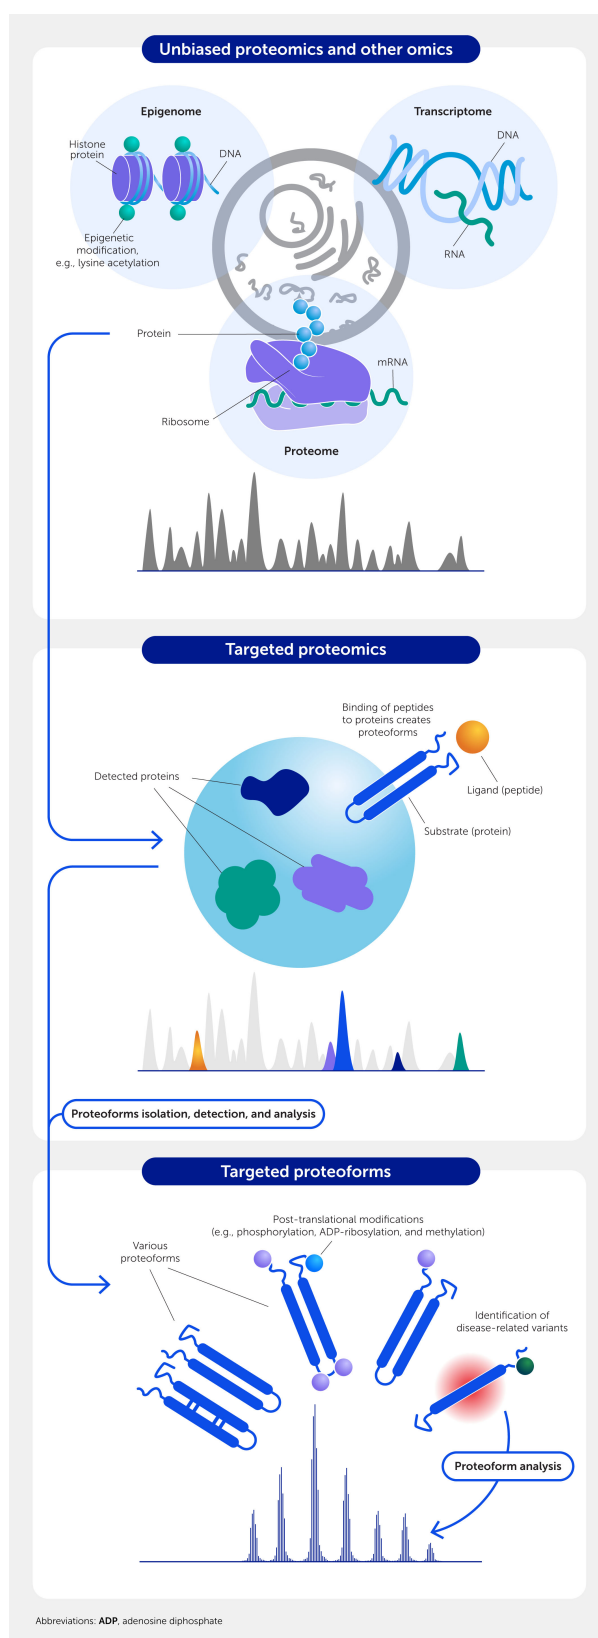 Unbiased proteomics and other omics
Epigenome
Transcriptome
Histone
protein
DNA
DNA
Epigenetic
modification,
e.g., lysine acetylation
RNA
Protein
mRNA
Ribosome
Proteome
Targeted proteomics
Binding of peptides
to proteins creates
proteoforms
Detected proteins
Ligand (peptide)
Substrate (protein)
Proteoforms isolation, detection, and analysis
Targeted proteoforms
Post-translational modifications
(e.g., phosphorylation, ADP-ribosylation, and methylation)
Various
proteoforms
Identification of
disease-related variants
Proteoform analysis
Abbreviations: ADP, adenosine diphosphate